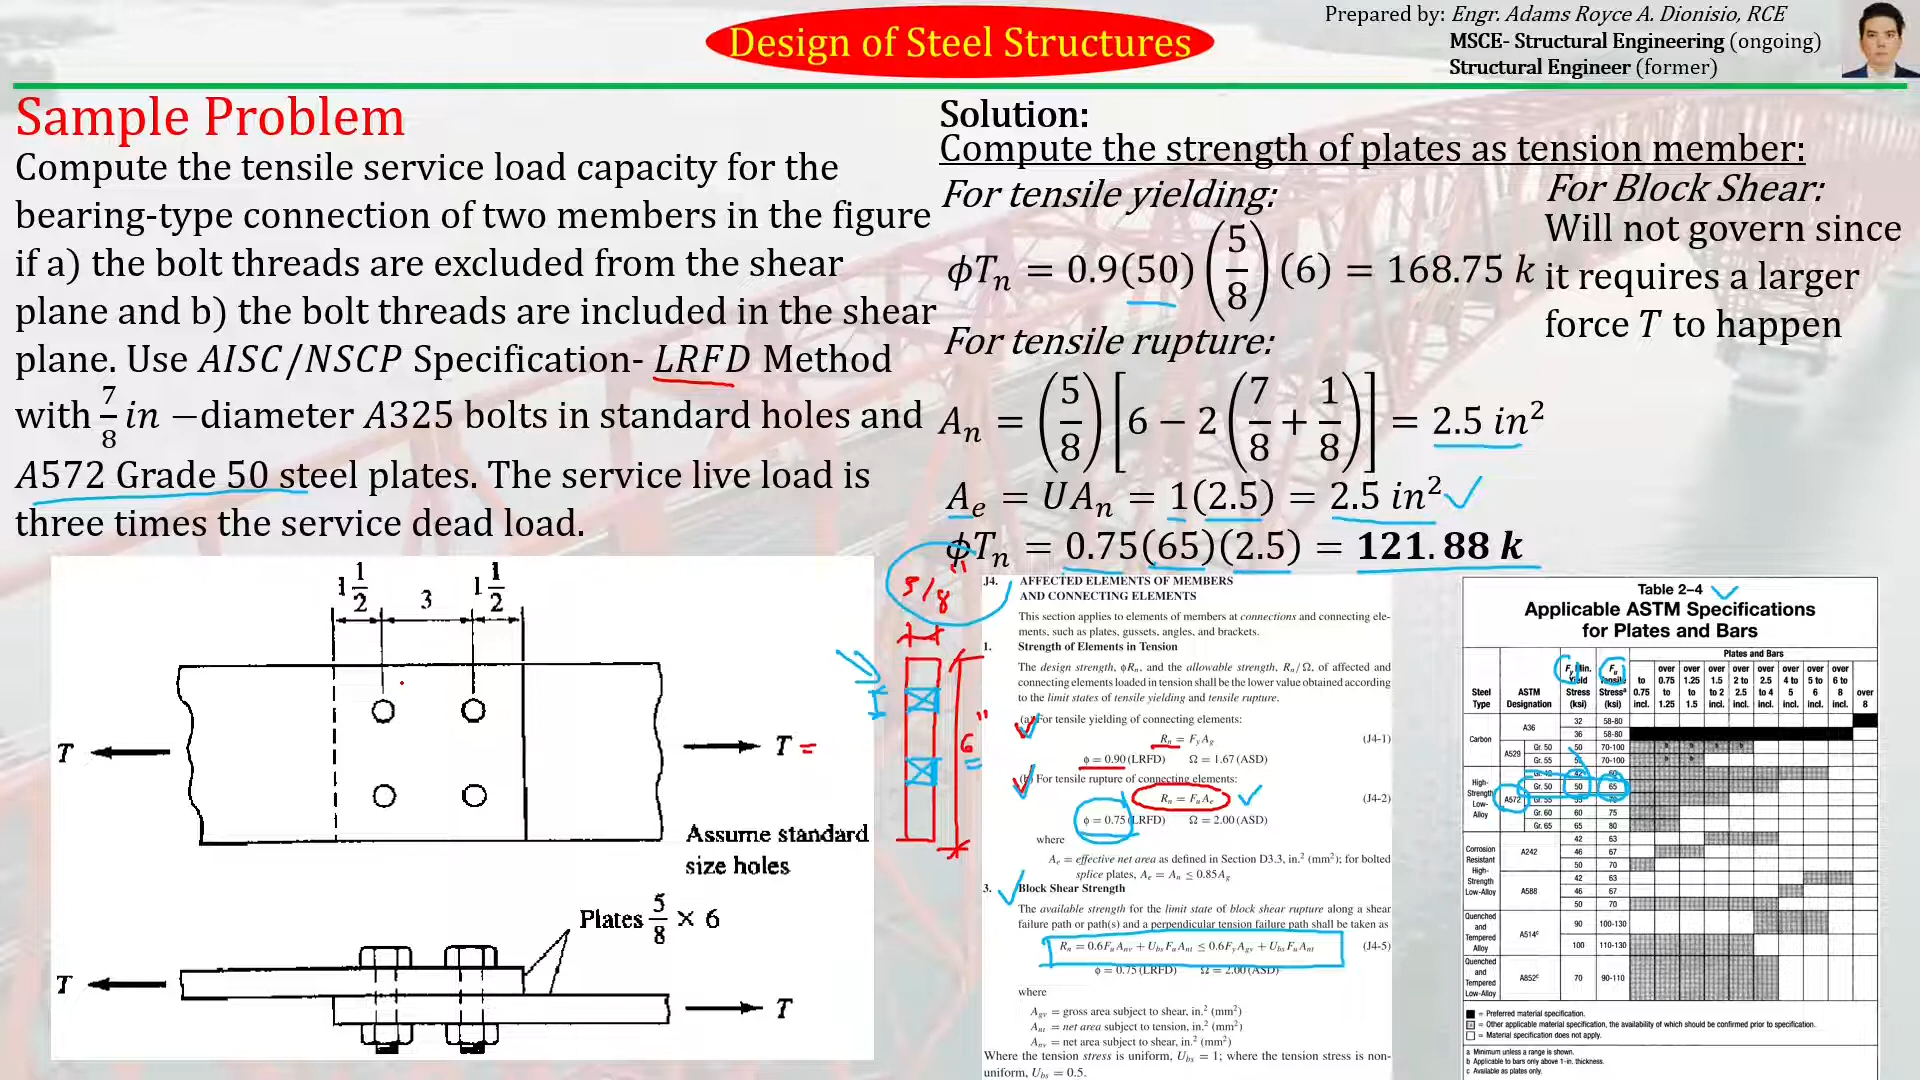 Design of Steel Structures
Prepared by: Engr. Adams Royce A. Dionisio, RCE
MSCE- Structural Engineering (ongoing)
Structural Engineer (former)
Sample Problem
Compute the tensile service load capacity for the
bearing-type connection of two members in the figure
if a) the bolt threads are excluded from the shear
plane and b) the bolt threads are included in the shear
plane. Use AISC/NSCP Specification- LRFD Method
with 7/8 in −diameter A325 bolts in standard holes and
A572 Grade 50 steel plates. The service live load is
three times the service dead load.
1 1/2
3
1 1/2
T
T =
Assume standard
size holes
Plates 5/8 × 6
T
T
Solution:
Compute the strength of plates as tension member:
For tensile yielding:
ϕTn = 0.9(50) (5/8) (6) = 168.75 k
For tensile rupture:
An = (5/8) [6 − 2 (7/8 + 1/8)] = 2.5 in²
Ae = UAn = 1(2.5) = 2.5 in²
ϕTn = 0.75(65)(2.5) = 121.88 k
For Block Shear:
Will not govern since
it requires a larger
force T to happen
5/8"
6"
J4. AFFECTED ELEMENTS OF MEMBERS
AND CONNECTING ELEMENTS
This section applies to elements of members at connections and connecting ele-
ments, such as plates, gussets, angles, and brackets.
1. Strength of Elements in Tension
The design strength, ϕRn, and the allowable strength, Rn/Ω, of affected and
connecting elements loaded in tension shall be the lower value obtained according
to the limit states of tensile yielding and tensile rupture.
(a) For tensile yielding of connecting elements:
Rn = FyAg (J4-1)
ϕ = 0.90 (LRFD) Ω = 1.67 (ASD)
(b) For tensile rupture of connecting elements:
Rn = FuAe (J4-2)
ϕ = 0.75 (LRFD) Ω = 2.00 (ASD)
where
Ae = effective net area as defined in Section D3.3, in.² (mm²); for bolted
splice plates, Ae = An ≤ 0.85Ag
3. Block Shear Strength
The available strength for the limit state of block shear rupture along a shear
failure path or path(s) and a perpendicular tension failure path shall be taken as
Rn = 0.6FuAnv + UbsFuAnt ≤ 0.6FyAgv + UbsFuAnt (J4-5)
ϕ = 0.75 (LRFD) Ω = 2.00 (ASD)
where
Agv = gross area subject to shear, in.² (mm²)
Ant = net area subject to tension, in.² (mm²)
Anv = net area subject to shear, in.² (mm²)
Where the tension stress is uniform, Ubs = 1; where the tension stress is non-
uniform, Ubs = 0.5.
Table 2–4
Applicable ASTM Specifications
for Plates and Bars
Plates and Bars
Steel Type
ASTM Designation
Fy Min. Yield Stress (ksi)
Fu Tensile Stressᵃ (ksi)
to 0.75 incl.
over 0.75 to 1.25
over 1.25 to 1.5
over 1.5 to 2 incl.
over 2 to 2.5 incl.
over 2.5 to 4 incl.
over 4 to 5 incl.
over 5 to 6 incl.
over 6 to 8 incl.
over 8
Carbon
A36 32 58-80
36 58-80
A529 Gr. 50 50 70-100
Gr. 55 55 70-100
High-Strength Low-Alloy
A572 Gr. 42 42 60
Gr. 50 50 65
Gr. 55 55 70
Gr. 60 60 75
Gr. 65 65 80
Corrosion Resistant High-Strength Low-Alloy
A242 42 63
46 67
50 70
A588 42 63
46 67
50 70
Quenched and Tempered Alloy
A514ᶜ 90 100-130
100 110-130
Quenched and Tempered Low-Alloy
A852ᶜ 70 90-110
= Preferred material specification.
= Other applicable material specification, the availability of which should be confirmed prior to specification.
= Material specification does not apply.
a Minimum unless a range is shown.
b Applicable to bars only above 1-in. thickness.
c Available as plates only.